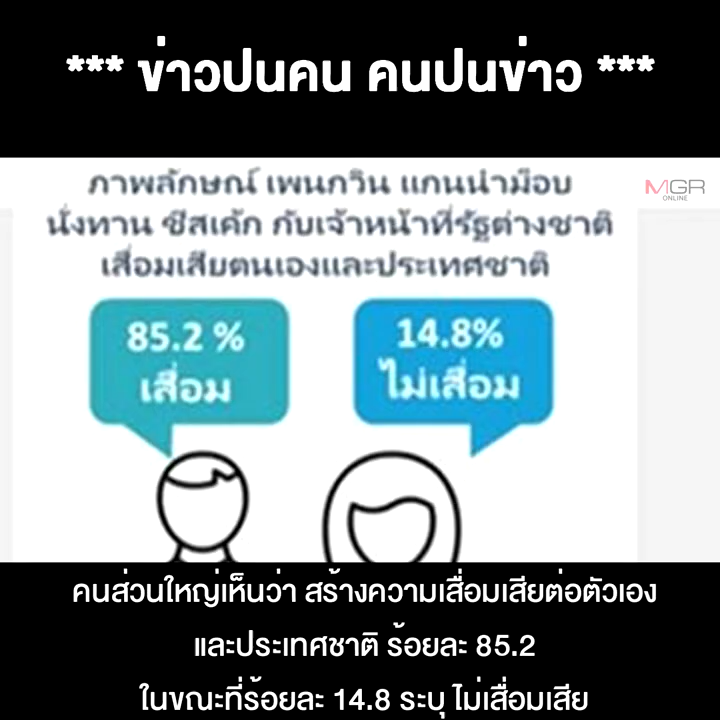 *** ข่าวปนคน คนปนข่าว ***
ภาพลักษณ์ เพนกวิน แกนนำม็อบ
MGR
ONLINE
นั่งทาน ชีสเค้ก กับเจ้าหน้าที่รัฐต่างชาติ
เสื่อมเสียตนเองและประเทศชาติ
85.2 %
เสื่อม
14.8%
ไม่เสื่อม
คนส่วนใหญ่เห็นว่า สร้างความเสื่อมเสียต่อตัวเอง
และประเทศชาติ ร้อยละ 85.2
ในขณะที่ร้อยละ 14.8 ระบุ ไม่เสื่อมเสีย